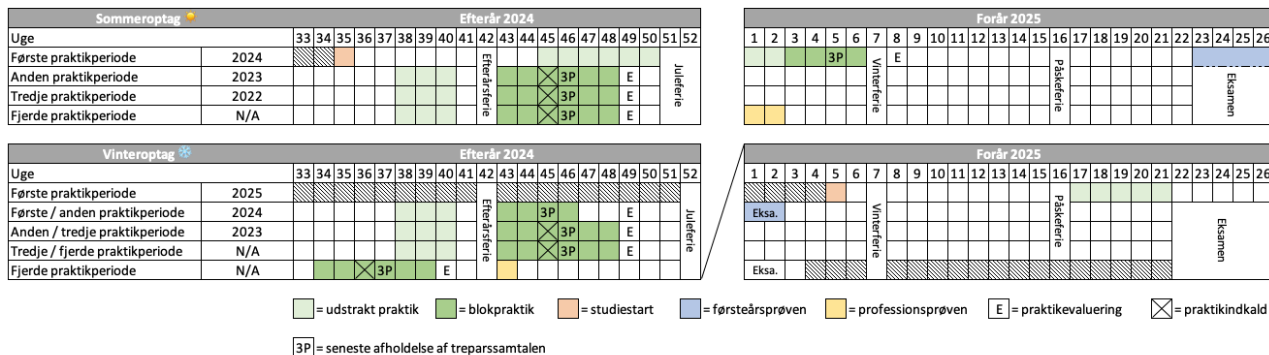 Sommeroptag Efterår 2024 Forår 2025
Uge 33 34 35 36 37 38 39 40 41 42 43 44 45 46 47 48 49 50 51 52 1 2 3 4 5 6 7 8 9 10 11 12 13 14 15 16 17 18 19 20 21 22 23 24 25 26
Første praktikperiode 2024 Efterårsferie Juleferie 3P Vinterferie E Påskeferie
Anden praktikperiode 2023 3P E Eksamen
Tredje praktikperiode 2022 3P E
Fjerde praktikperiode N/A 3P E
Vinteroptag Efterår 2024 Forår 2025
Uge 33 34 35 36 37 38 39 40 41 42 43 44 45 46 47 48 49 50 51 52 1 2 3 4 5 6 7 8 9 10 11 12 13 14 15 16 17 18 19 20 21 22 23 24 25 26
Første praktikperiode 2025 Efterårsferie Juleferie Vinterferie Påskeferie Eksamen
Første / anden praktikperiode 2024 3P E Eksa.
Anden / tredje praktikperiode 2023 3P E
Tredje / fjerde praktikperiode N/A 3P E
Fjerde praktikperiode N/A 3P E Eksa.
= udstrakt praktik = blokpraktik = studiestart = førsteårsprøven = professionsprøven E = praktikevaluering = praktikindkald
3P = seneste afholdelse af treparssamtalen